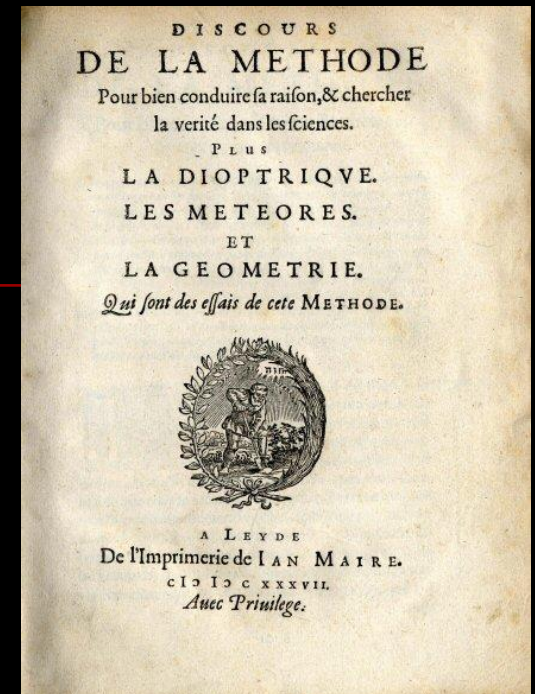 DISCOURS
DE LA METHODE
Pour bien conduire ſa raiſon, & chercher
la verité dans les ſciences.
PLUS
LA DIOPTRIQVE.
LES METEORES.
ET
LA GEOMETRIE.
Qui ſont des eſſais de cete METHODE.
A LEYDE
De l'Imprimerie de IAN MAIRE.
cIɔ Iɔ c xxxvii.
Auec Priuilege.